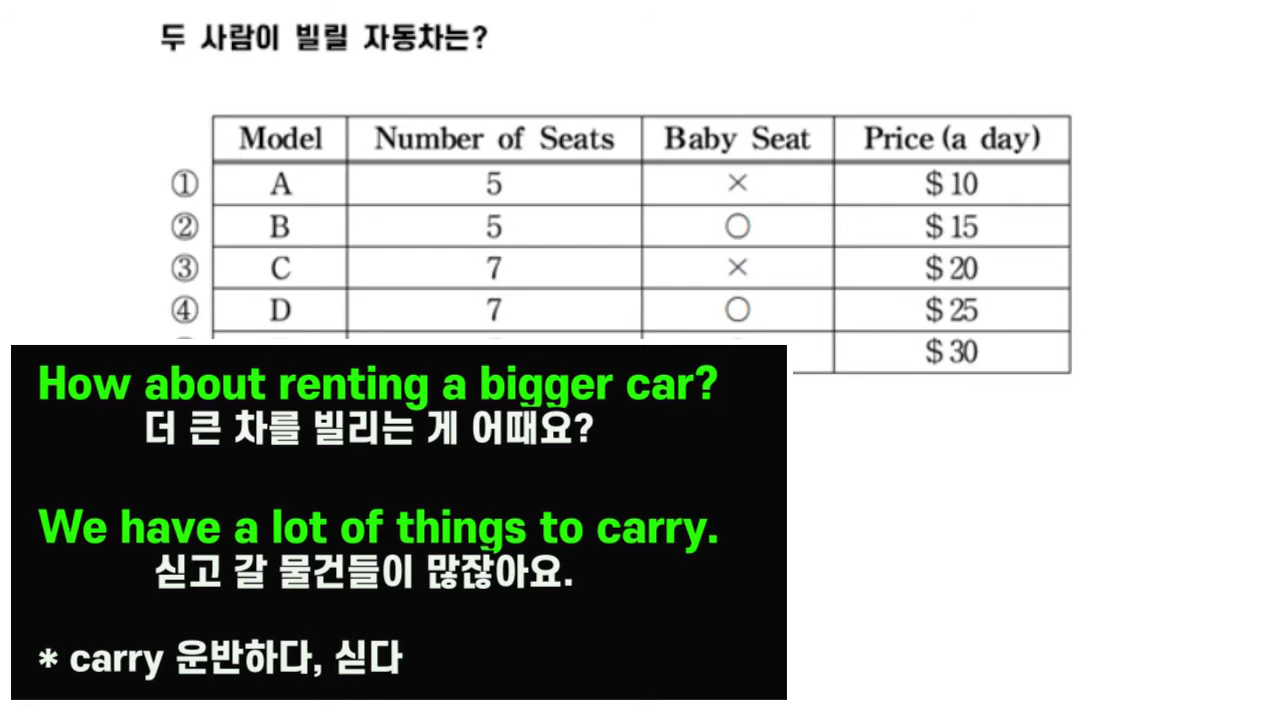 두 사람이 빌릴 자동차는?
Model Number of Seats Baby Seat Price (a day)
① A 5 × $ 10
② B 5 ○ $ 15
③ C 7 × $ 20
④ D 7 ○ $ 25
$ 30
How about renting a bigger car?
더 큰 차를 빌리는 게 어때요?
We have a lot of things to carry.
싣고 갈 물건들이 많잖아요.
* carry 운반하다, 싣다